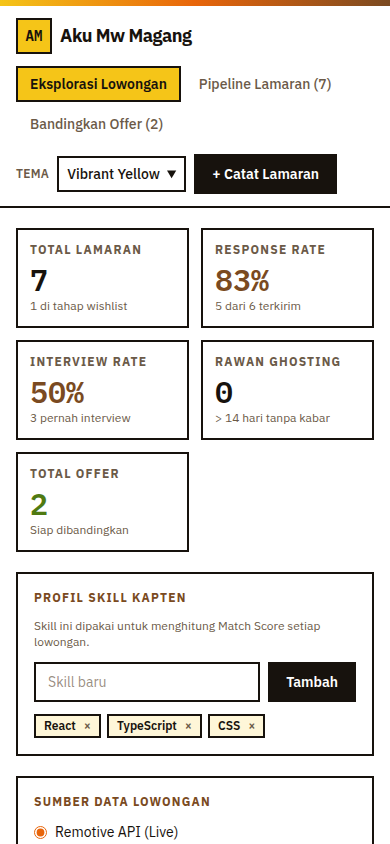 AM Aku Mw Magang
Eksplorasi Lowongan Pipeline Lamaran (7)
Bandingkan Offer (2)
TEMA Vibrant Yellow ▼ + Catat Lamaran
TOTAL LAMARAN
7
1 di tahap wishlist
RESPONSE RATE
83%
5 dari 6 terkirim
INTERVIEW RATE
50%
3 pernah interview
RAWAN GHOSTING
0
> 14 hari tanpa kabar
TOTAL OFFER
2
Siap dibandingkan
PROFIL SKILL KAPTEN
Skill ini dipakai untuk menghitung Match Score setiap
lowongan.
Skill baru Tambah
React × TypeScript × CSS ×
SUMBER DATA LOWONGAN
Remotive API (Live)